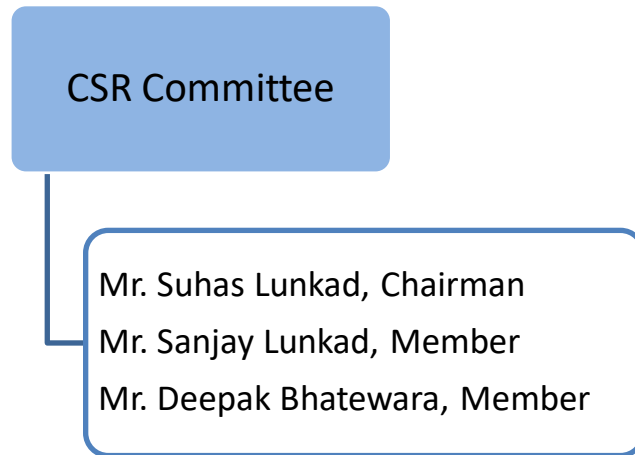 CSR Committee
Mr. Suhas Lunkad, Chairman
Mr. Sanjay Lunkad, Member
Mr. Deepak Bhatewara, Member